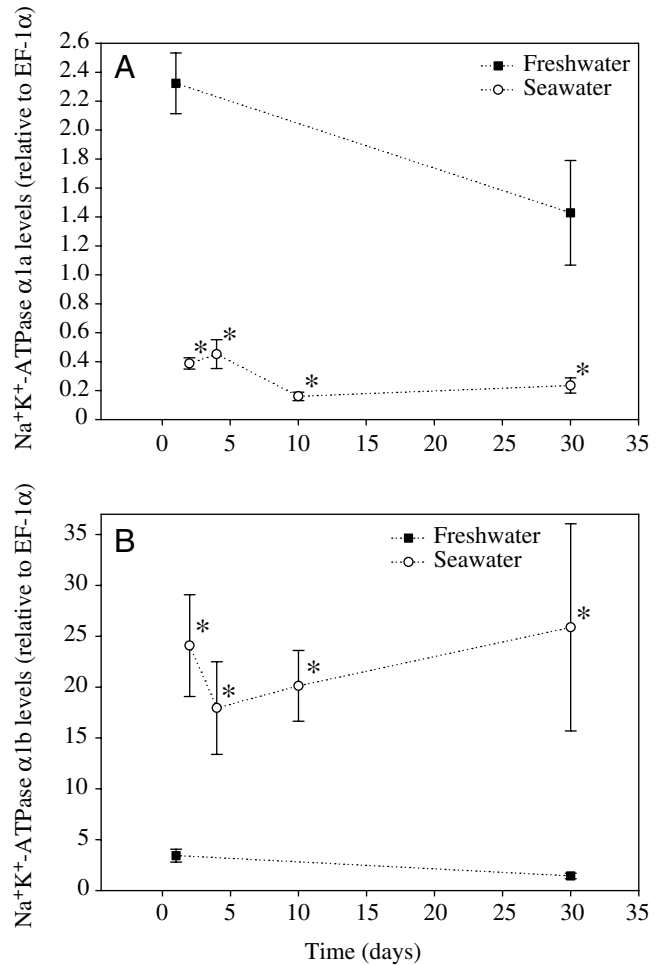 A
Na+K+-ATPase α1a levels (relative to EF-1α)
2.6
2.4
2.2
2.0
1.8
1.6
1.4
1.2
1.0
0.8
0.6
0.4
0.2
0
Freshwater
Seawater
*
*
*
*
0 5 10 15 20 25 30 35
B
Na+K+-ATPase α1b levels (relative to EF-1α)
35
30
25
20
15
10
5
0
Freshwater
Seawater
*
*
*
*
0 5 10 15 20 25 30 35
Time (days)